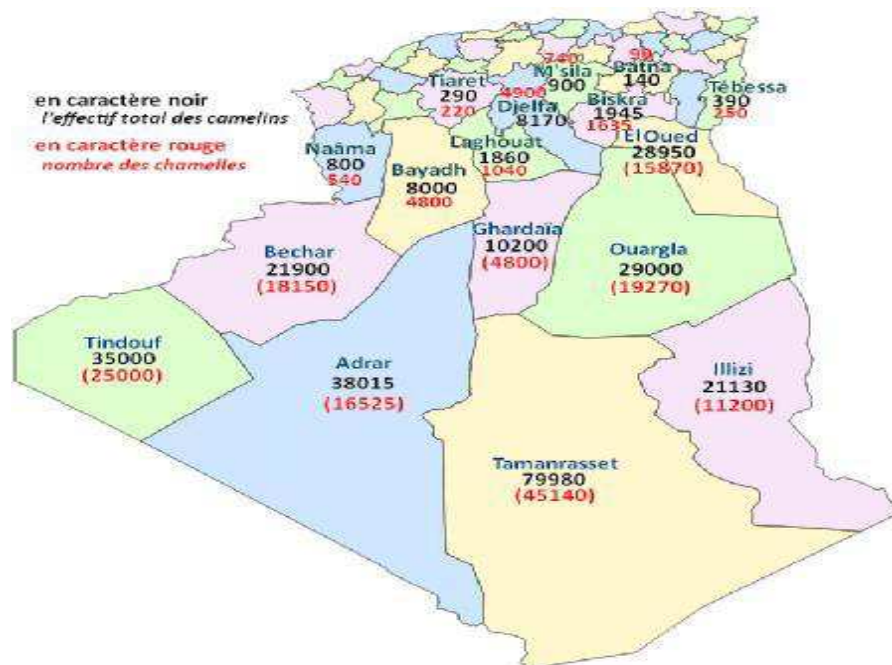 en caractère noir
l'effectif total des camelins
en caractère rouge
nombre des chamelles
740
M'sila
900
90
Batna
140
Tiaret
290
220
4900
Djelfa
8170
Biskra
1945
1635
Tébessa
390
250
El Oued
28950
(15870)
Naâma
800
540
Bayadh
8000
4800
Laghouat
1860
1040
Ghardaïa
10200
(4800)
Ouargla
29000
(19270)
Bechar
21900
(18150)
Tindouf
35000
(25000)
Adrar
38015
(16525)
Illizi
21130
(11200)
Tamanrasset
79980
(45140)